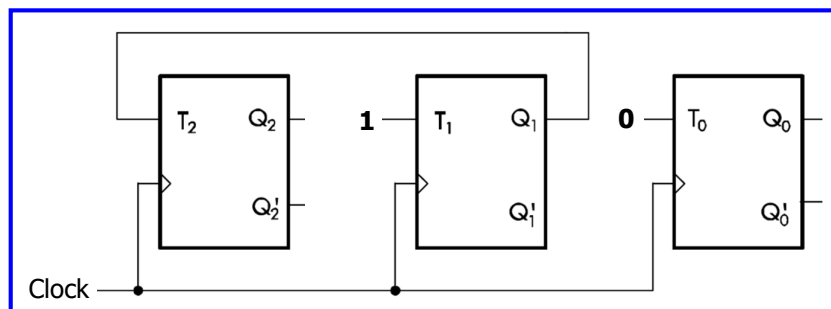 T₂ Q₂ 1 T₁ Q₁ 0 T₀ Q₀
Q₂' Q₁' Q₀'
Clock